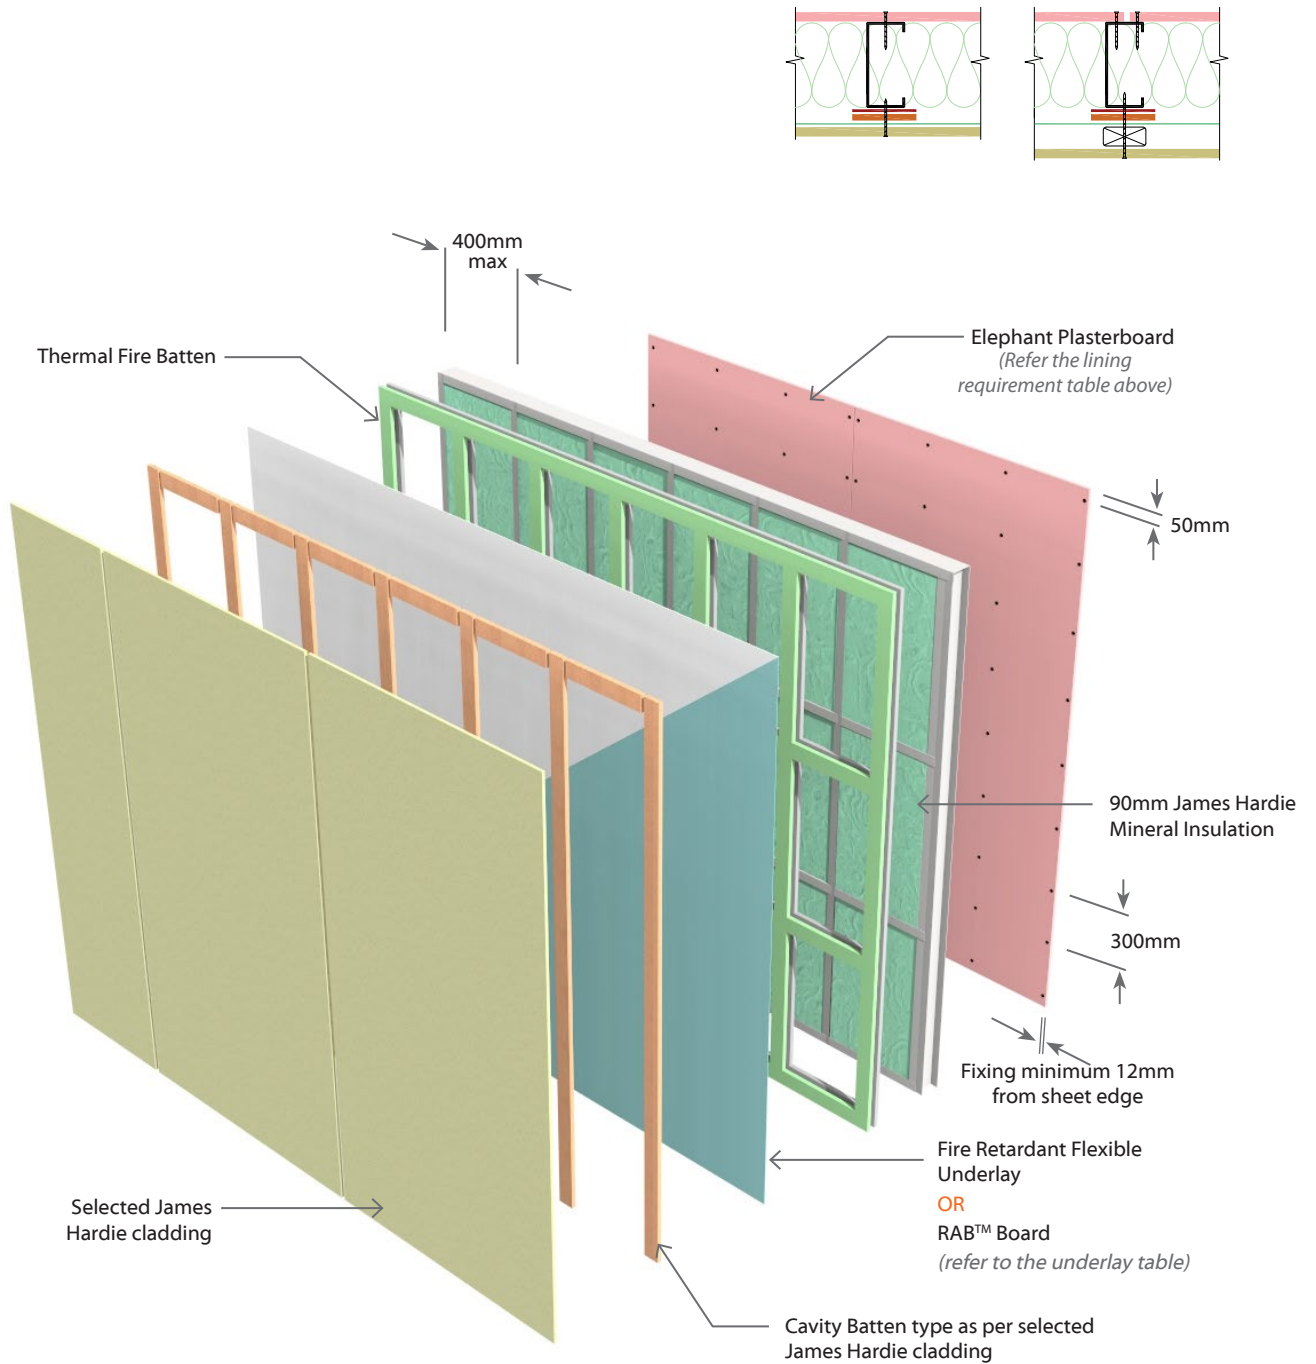 400mm
max
Thermal Fire Batten
Elephant Plasterboard
(Refer the lining
requirement table above)
50mm
90mm James Hardie
Mineral Insulation
300mm
Fixing minimum 12mm
from sheet edge
Fire Retardant Flexible
Underlay
OR
RAB™ Board
(refer to the underlay table)
Selected James
Hardie cladding
Cavity Batten type as per selected
James Hardie cladding